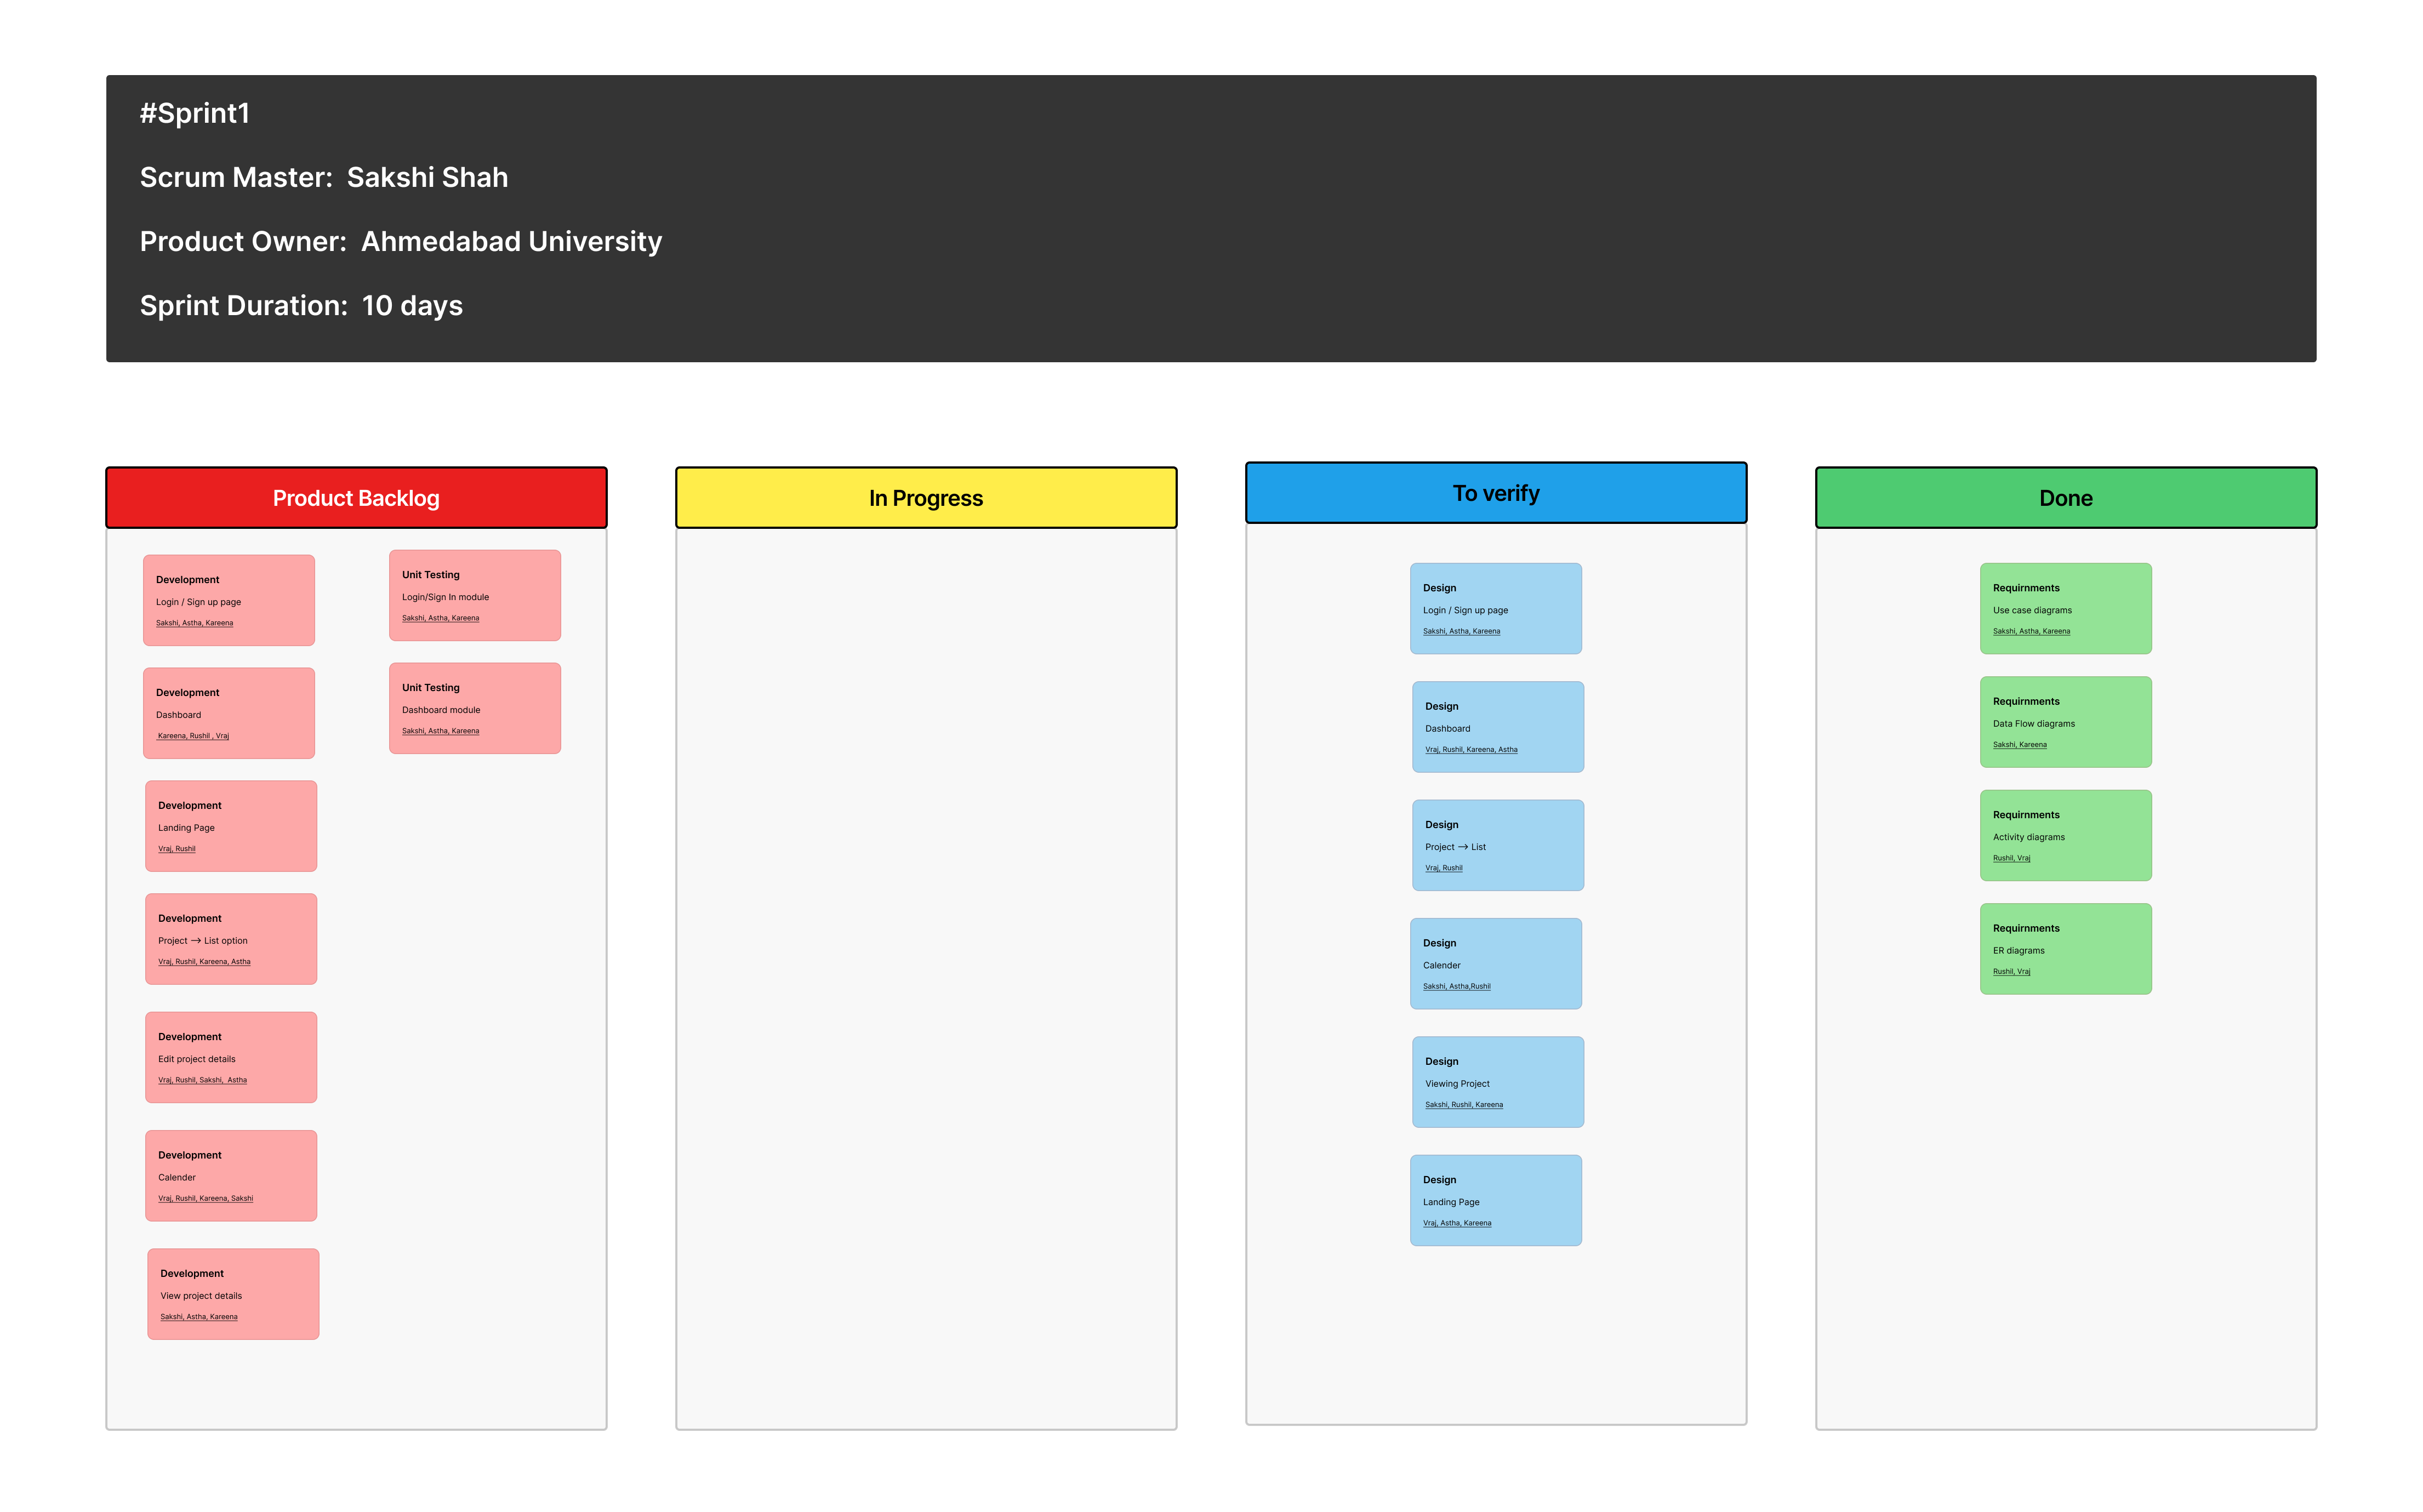 #Sprint1
Scrum Master: Sakshi Shah
Product Owner: Ahmedabad University
Sprint Duration: 10 days
Product Backlog
Development
Login / Sign up page
Sakshi, Astha, Kareena
Development
Dashboard
Kareena, Rushil , Vraj
Development
Landing Page
Vraj, Rushil
Development
Project → List option
Vraj, Rushil, Kareena, Astha
Development
Edit project details
Vraj, Rushil, Sakshi, Astha
Development
Calender
Vraj, Rushil, Kareena, Sakshi
Development
View project details
Sakshi, Astha, Kareena
Unit Testing
Login/Sign In module
Sakshi, Astha, Kareena
Unit Testing
Dashboard module
Sakshi, Astha, Kareena
In Progress
To verify
Design
Login / Sign up page
Sakshi, Astha, Kareena
Design
Dashboard
Vraj, Rushil, Kareena, Astha
Design
Project → List
Vraj, Rushil
Design
Calender
Sakshi, Astha,Rushil
Design
Viewing Project
Sakshi, Rushil, Kareena
Design
Landing Page
Vraj, Astha, Kareena
Done
Requirnments
Use case diagrams
Sakshi, Astha, Kareena
Requirnments
Data Flow diagrams
Sakshi, Kareena
Requirnments
Activity diagrams
Rushil, Vraj
Requirnments
ER diagrams
Rushil, Vraj